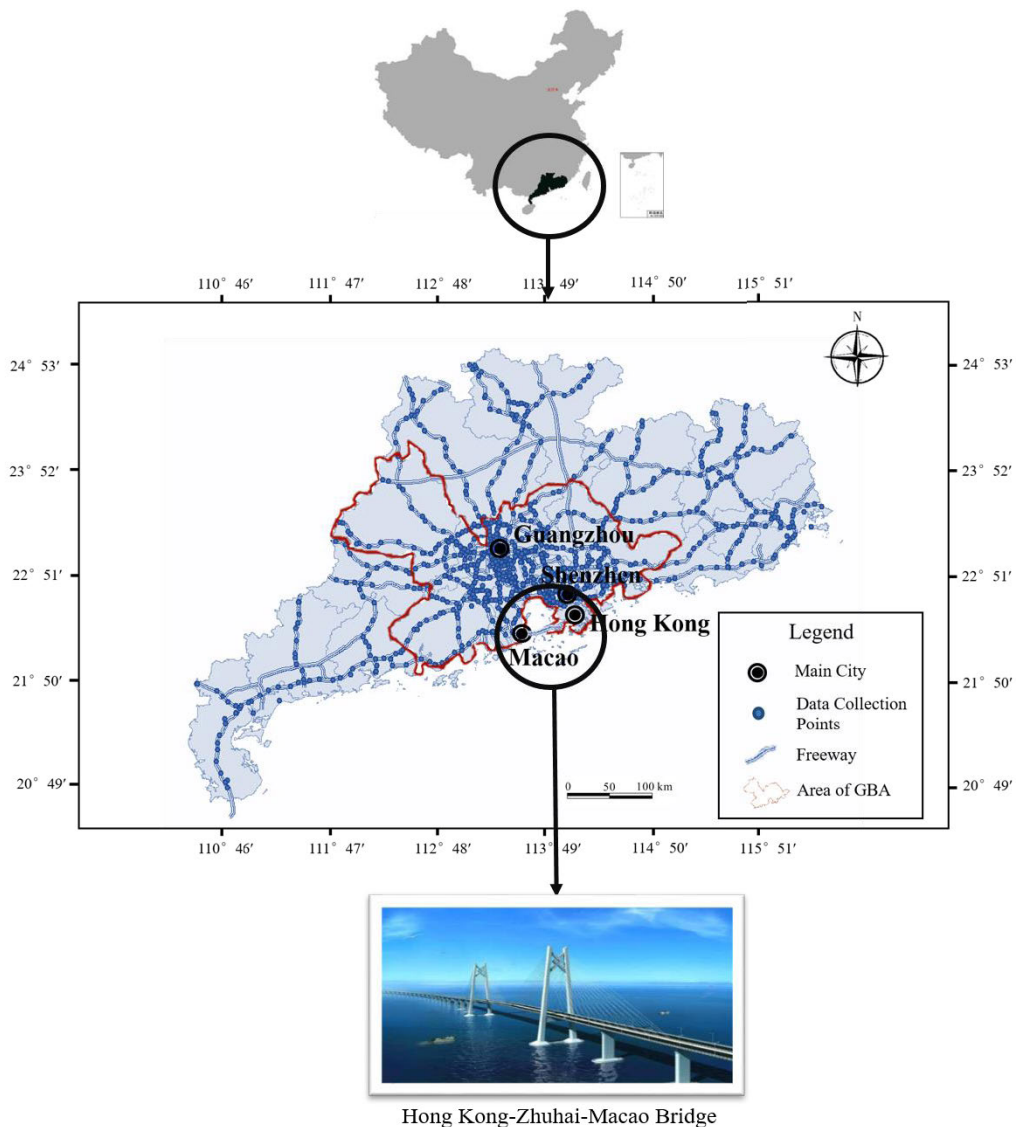 110° 46′ 111° 47′ 112° 48′ 113° 49′ 114° 50′ 115° 51′
N
24° 53′ 24° 53′
23° 52′ 23° 52′
Guangzhou
22° 51′ 22° 51′
Shenzhen
Hong Kong
Macao
Legend
Main City
21° 50′ 21° 50′
Data Collection
Points
Freeway
20° 49′ 20° 49′
0 50 100 km
Area of GBA
110° 46′ 111° 47′ 112° 48′ 113° 49′ 114° 50′ 115° 51′
Hong Kong-Zhuhai-Macao Bridge